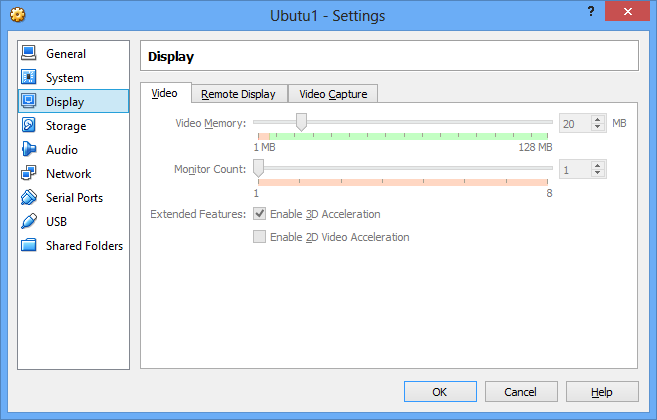 Ubutu1 - Settings
?
General
System
Display
Storage
Audio
Network
Serial Ports
USB
Shared Folders
Display
Video Remote Display Video Capture
Video Memory: 20 MB
1 MB 128 MB
Monitor Count: 1
1 8
Extended Features: Enable 3D Acceleration
Enable 2D Video Acceleration
OK Cancel Help